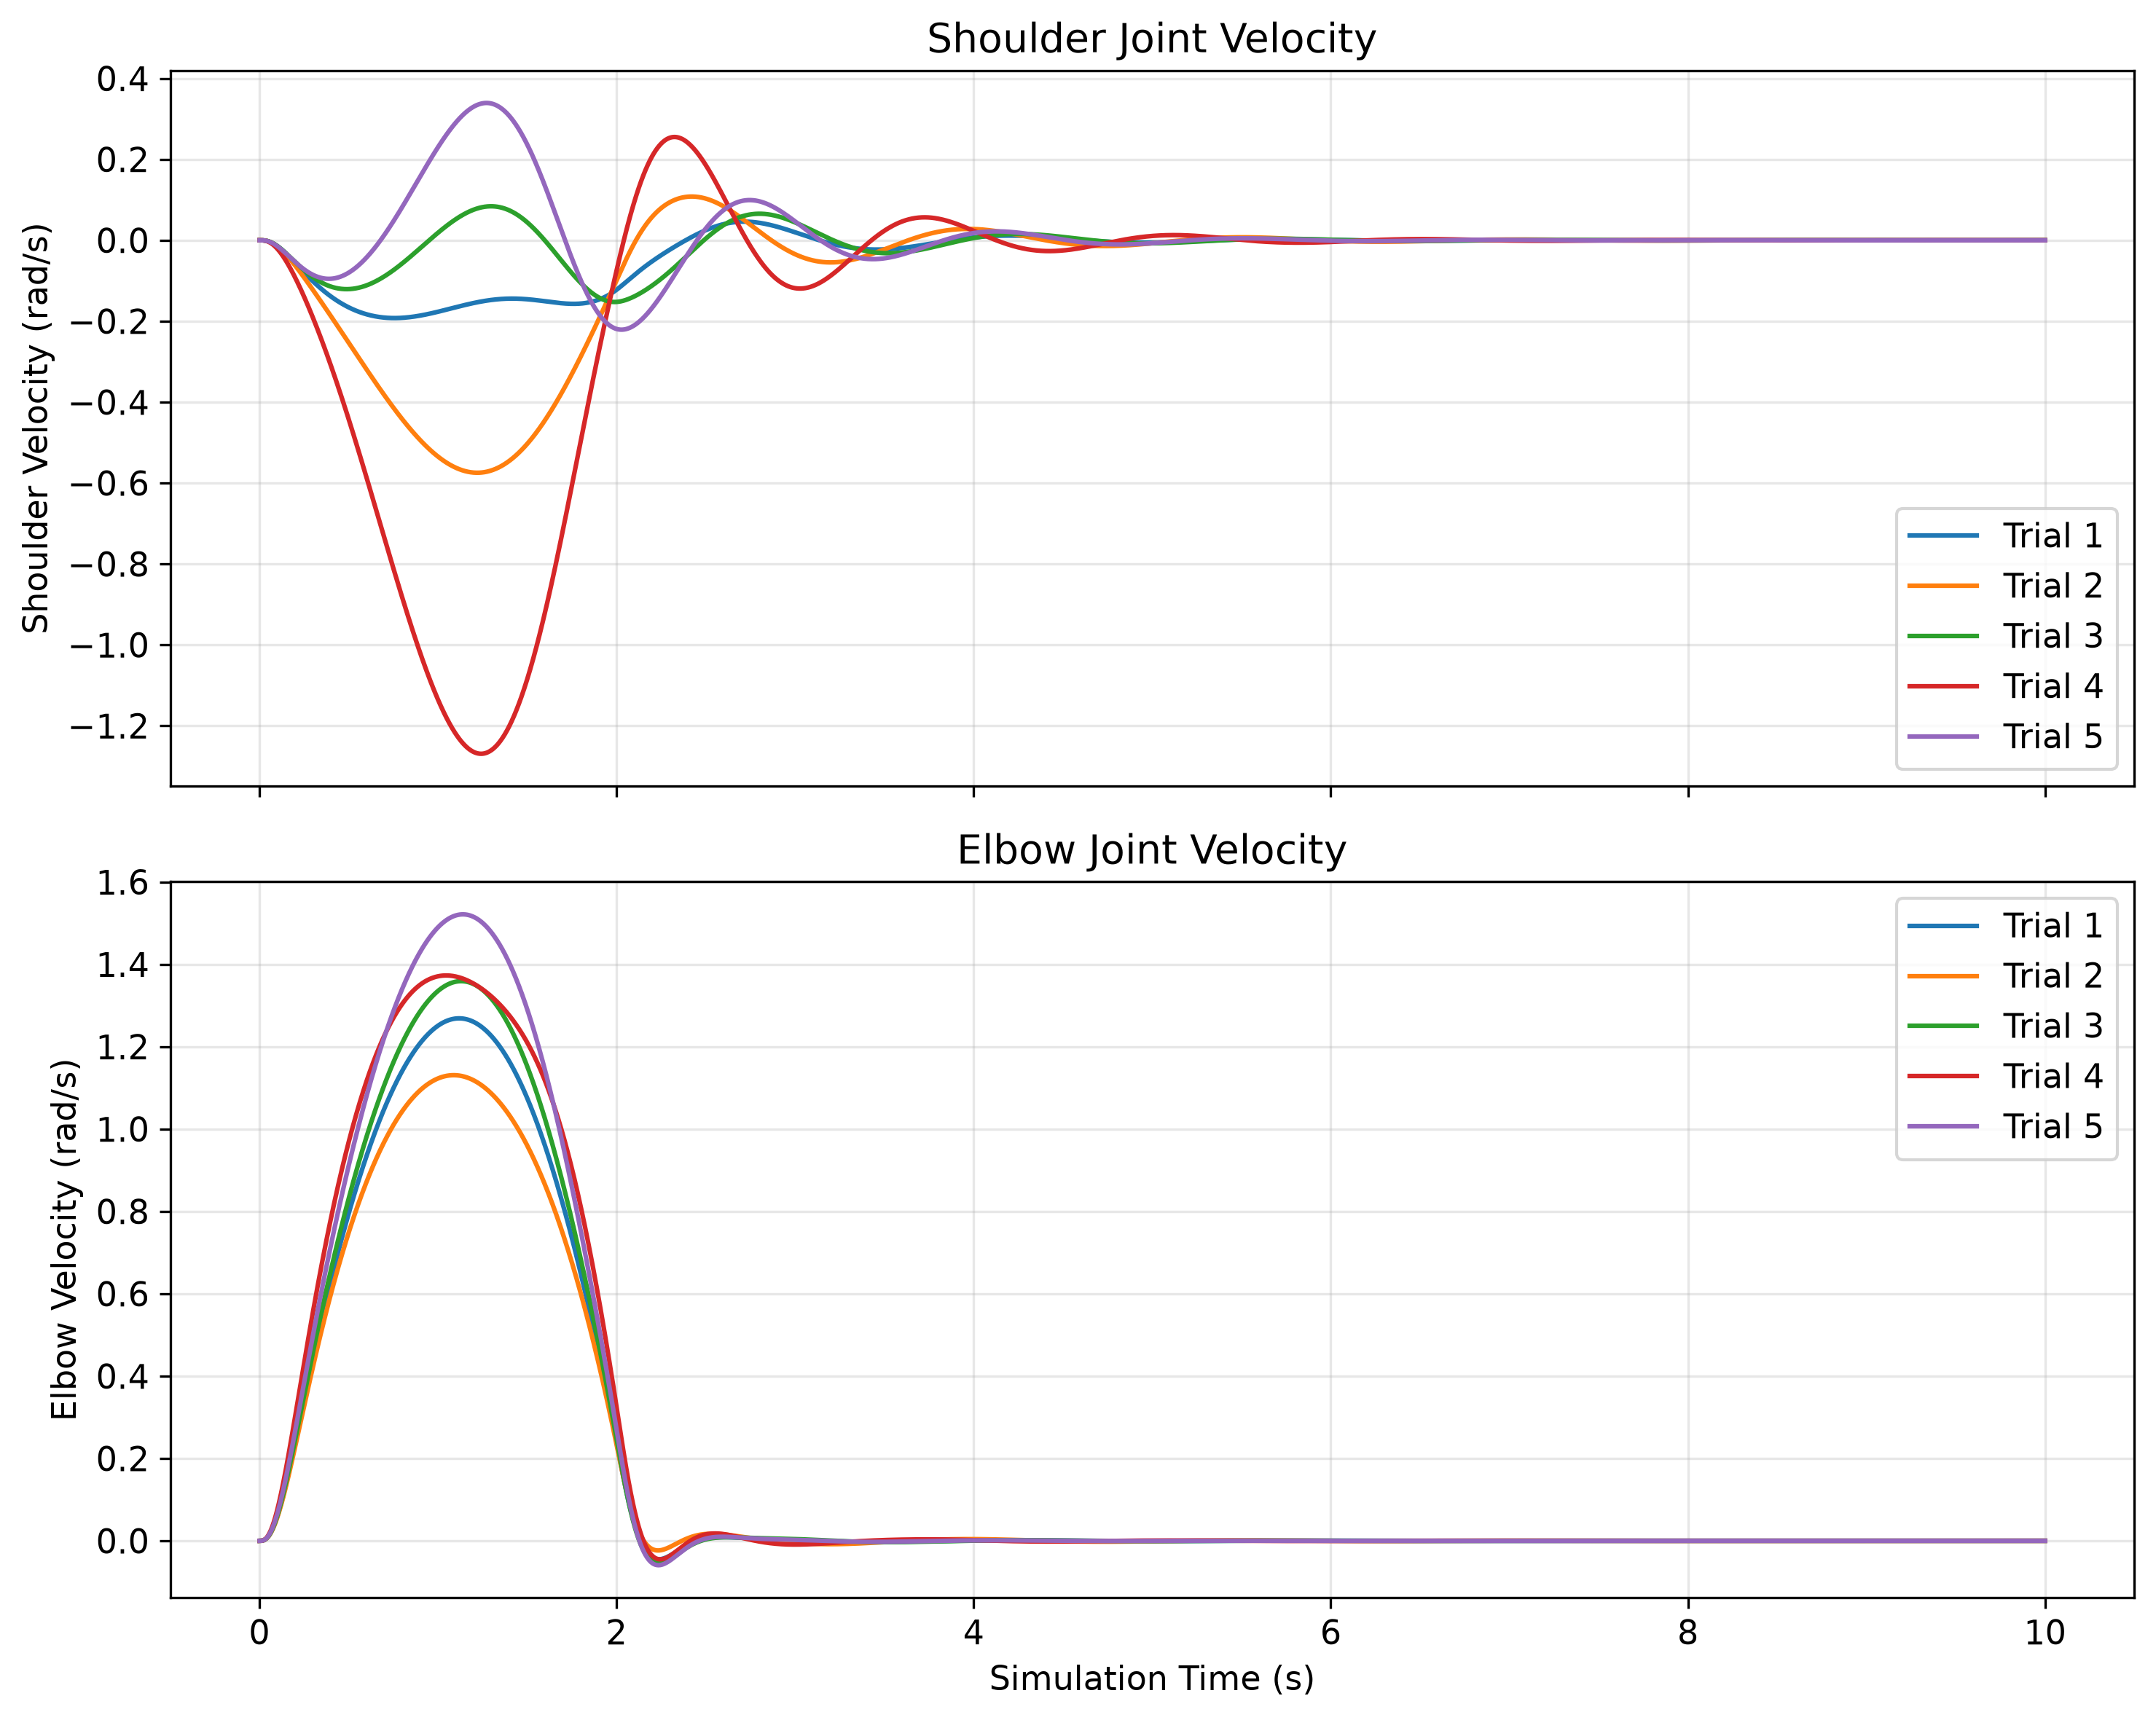 Shoulder Joint Velocity
Shoulder Velocity (rad/s)
0.4
0.2
0.0
−0.2
−0.4
−0.6
−0.8
−1.0
−1.2
Trial 1
Trial 2
Trial 3
Trial 4
Trial 5
Elbow Joint Velocity
Elbow Velocity (rad/s)
1.6
1.4
1.2
1.0
0.8
0.6
0.4
0.2
0.0
Trial 1
Trial 2
Trial 3
Trial 4
Trial 5
0 2 4 6 8 10
Simulation Time (s)